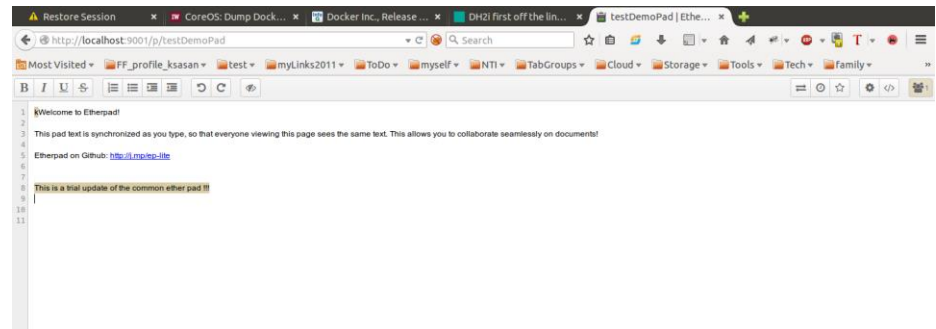 Restore Session
CoreOS: Dump Dock...
Docker Inc., Release ...
DH2i first off the lin...
testDemoPad | Ethe...
http://localhost:9001/p/testDemoPad
Search
Most Visited
FF_profile_ksasan
test
myLinks2011
ToDo
myself
NTI
TabGroups
Cloud
Storage
Tools
Tech
family
»
B I U S
1
1 kWelcome to Etherpad!
2
3 This pad text is synchronized as you type, so that everyone viewing this page sees the same text. This allows you to collaborate seamlessly on documents!
4
5 Etherpad on Github: http://j.mp/ep-lite
6
7
8 This is a trial update of the common ether pad !!!
9
10
11